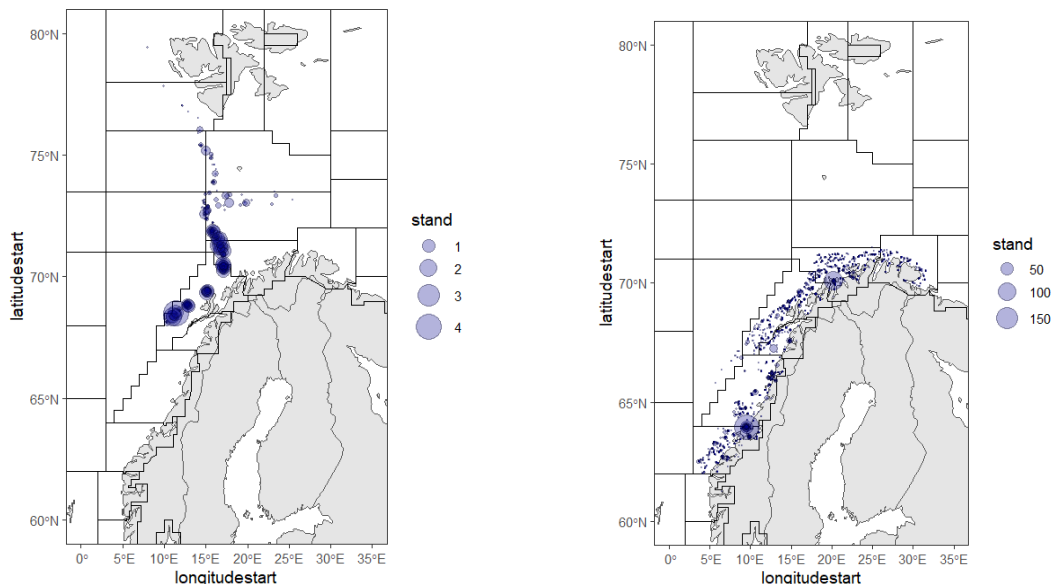 80°N
75°N
70°N
65°N
60°N
latitudestart
0°
5°E
10°E
15°E
20°E
25°E
30°E
35°E
longitudestart
stand
1
2
3
4
80°N
75°N
70°N
65°N
60°N
latitudestart
0°
5°E
10°E
15°E
20°E
25°E
30°E
35°E
longitudestart
stand
50
100
150